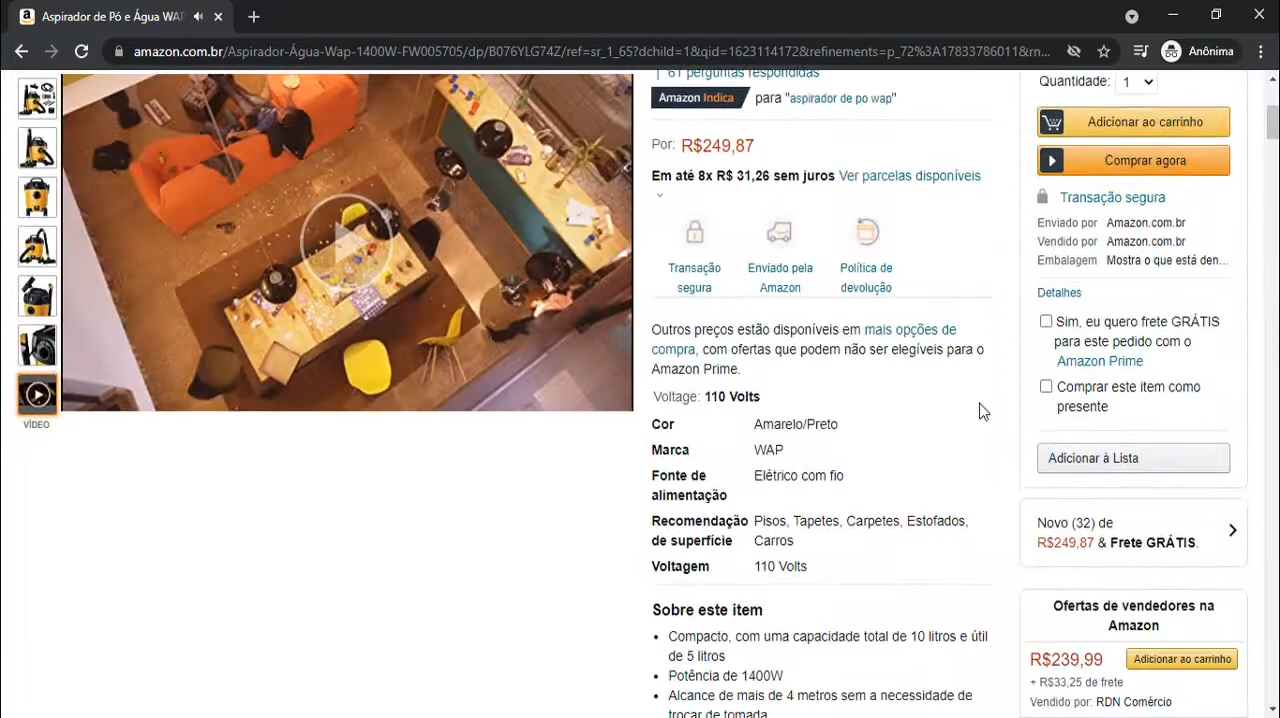 Aspirador de Pó e Água WA
amazon.com.br/Aspirador-Água-Wap-1400W-FW005705/dp/B076YLG74Z/ref=sr_1_65?dchild=1&qid=1623114172&refinements=p_72%3A17833786011&rn...
Anônima
VÍDEO
61 perguntas respondidas
Amazon Indica para "aspirador de po wap"
Por: R$249,87
Em até 8x R$ 31,26 sem juros Ver parcelas disponíveis
Transação segura
Enviado pela Amazon
Política de devolução
Outros preços estão disponíveis em mais opções de
compra, com ofertas que podem não ser elegíveis para o
Amazon Prime.
Voltage: 110 Volts
Cor Amarelo/Preto
Marca WAP
Fonte de alimentação Elétrico com fio
Recomendação de superfície Pisos, Tapetes, Carpetes, Estofados, Carros
Voltagem 110 Volts
Sobre este item
• Compacto, com uma capacidade total de 10 litros e útil
de 5 litros
• Potência de 1400W
• Alcance de mais de 4 metros sem a necessidade de
trocar de tomada
Quantidade: 1
Adicionar ao carrinho
Comprar agora
Transação segura
Enviado por Amazon.com.br
Vendido por Amazon.com.br
Embalagem Mostra o que está den...
Detalhes
Sim, eu quero frete GRÁTIS
para este pedido com o
Amazon Prime
Comprar este item como
presente
Adicionar à Lista
Novo (32) de
R$249,87 & Frete GRÁTIS.
Ofertas de vendedores na
Amazon
R$239,99 Adicionar ao carrinho
+ R$33,25 de frete
Vendido por: RDN Comércio